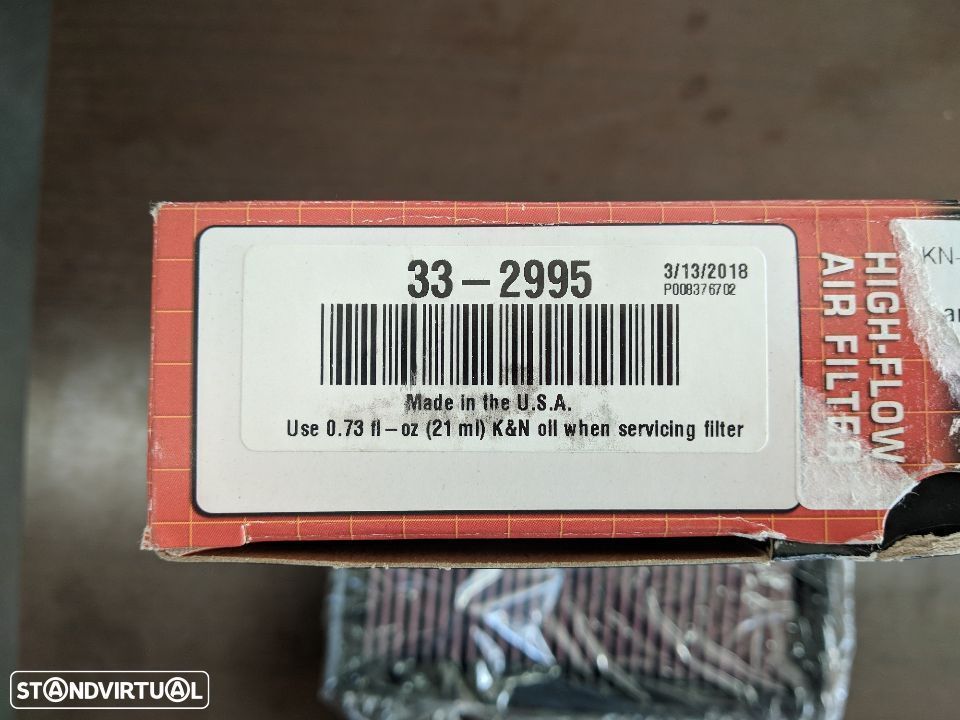 33-2995
3/13/2018
P008376702
Made in the U.S.A.
Use 0.73 fl-oz (21 ml) K&N oil when servicing filter
HIGH-FLOW
AIR FILTER
KN-
STANDVIRTUAL